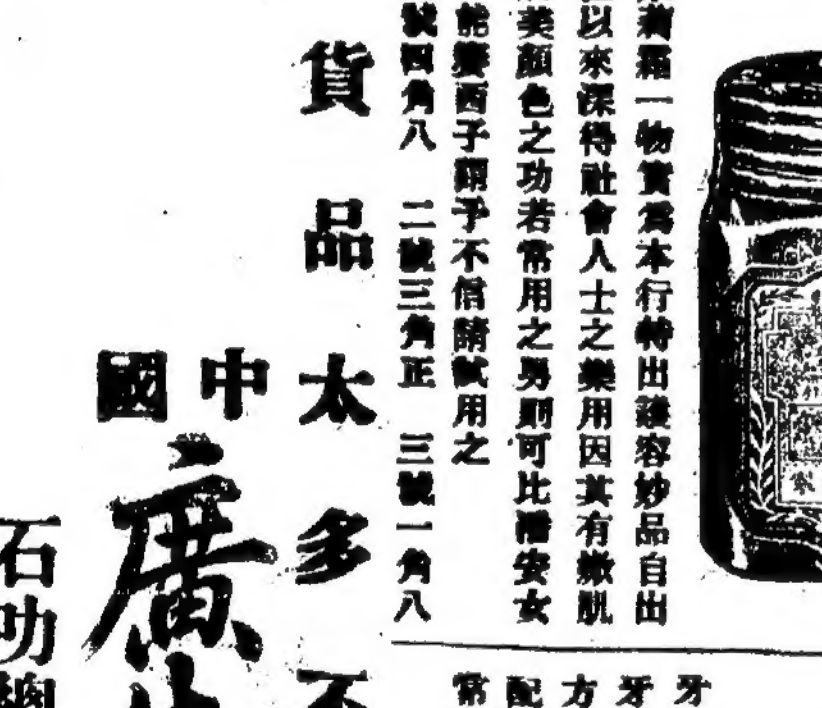 霜一物實為本行特出護容妙品自出
以來深得社會人士之樂用因其有嫩肌
美顏色之功若常用之男則可比潘安女
能賽西子謂予不信請試用之
號四角八 二號三角正 三號一角八
貨品太多不
中國
廣
石叻總
牙
牙
方
配
常